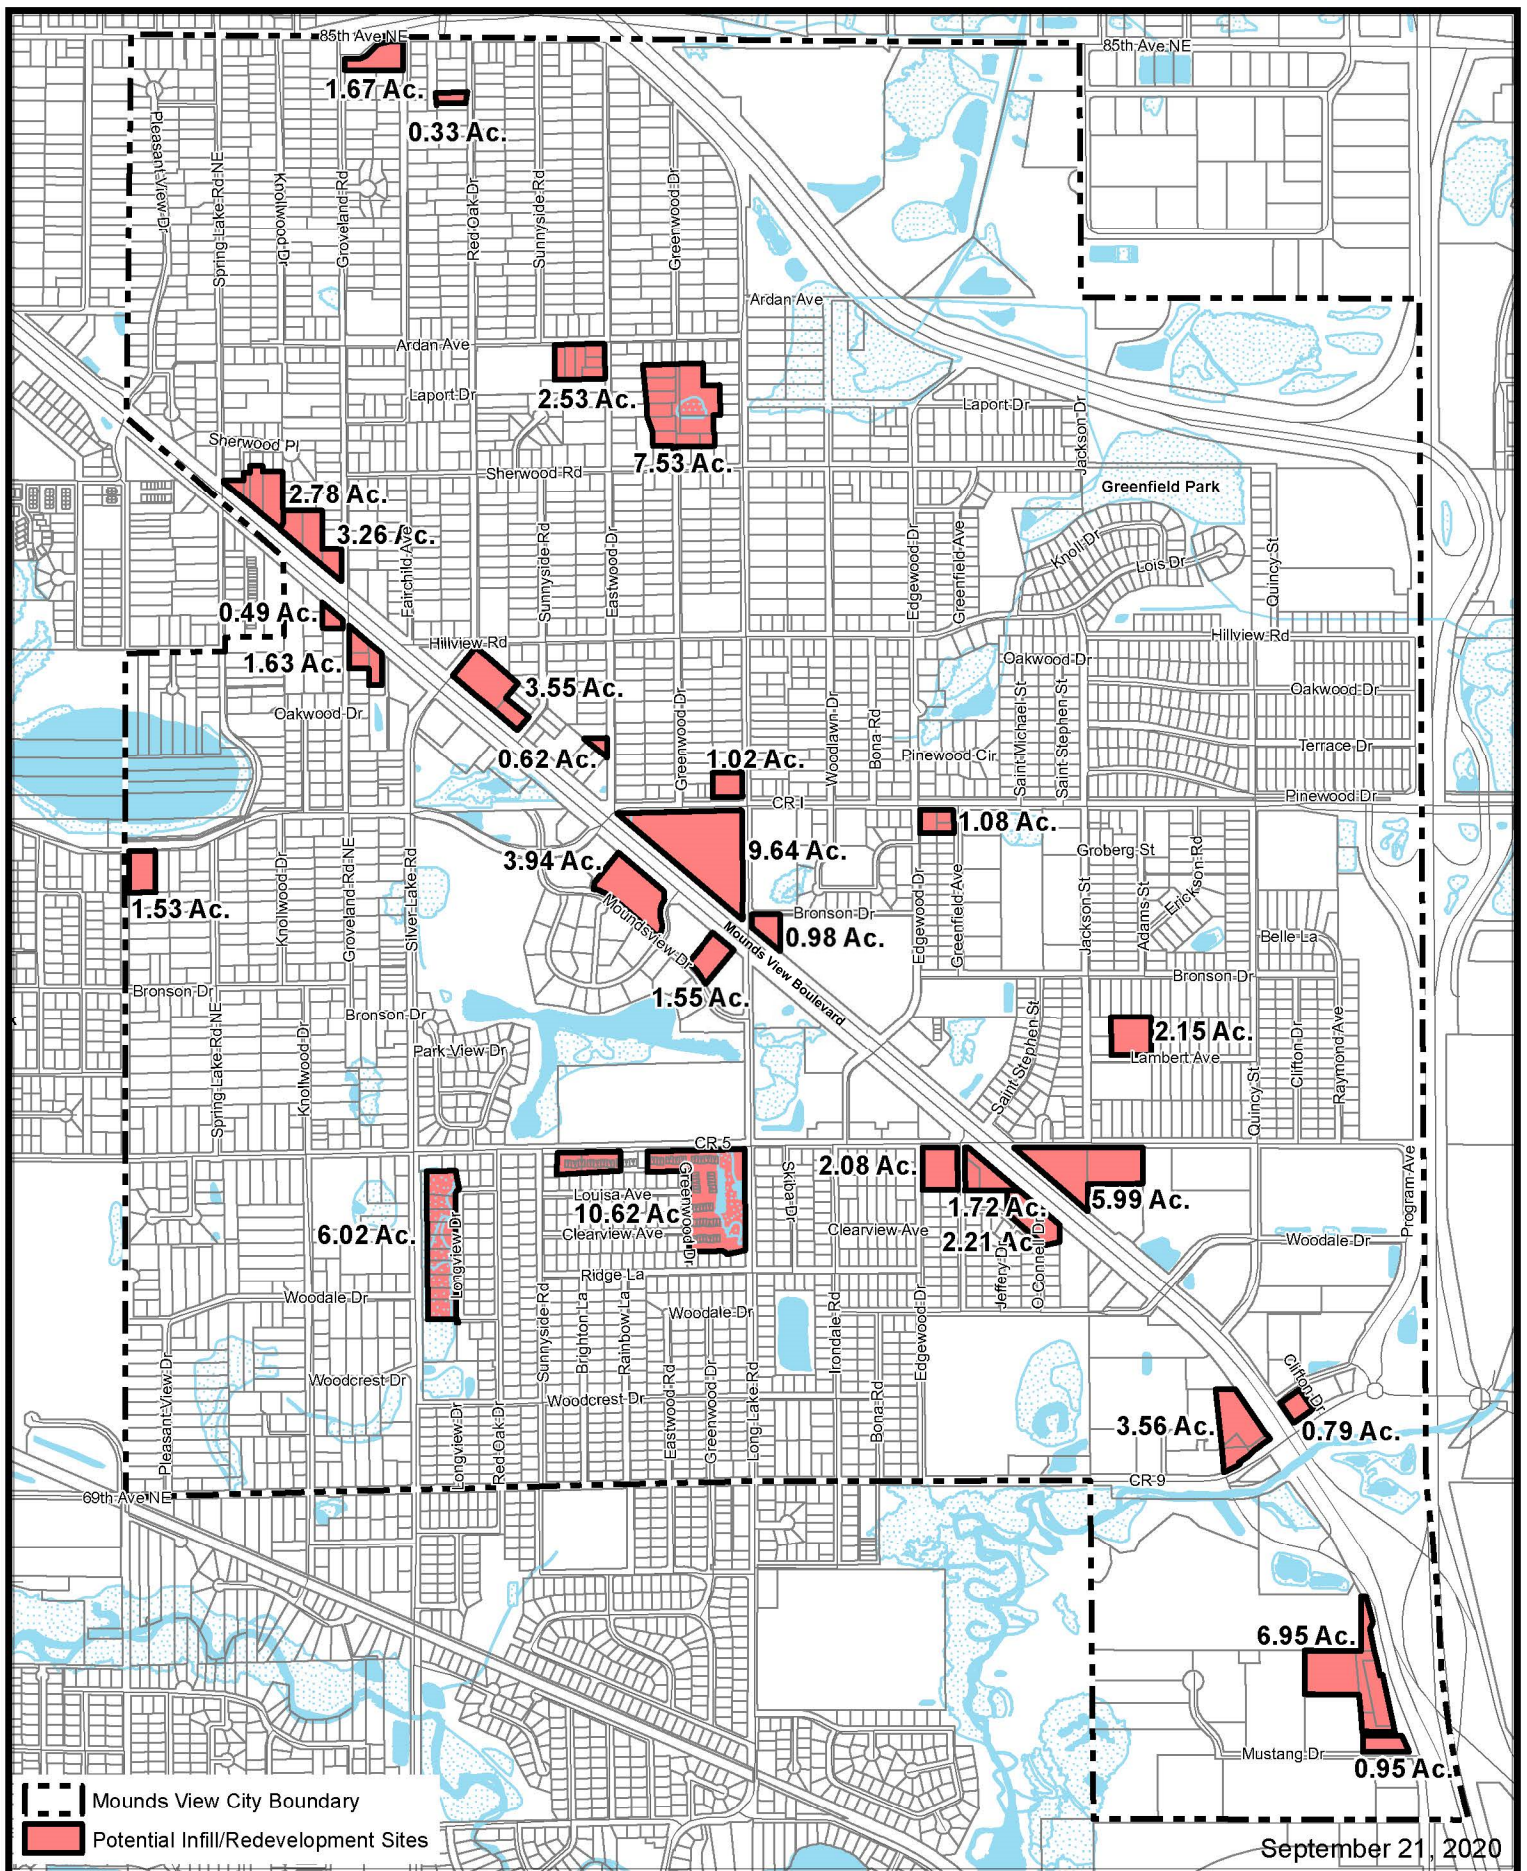 85th Ave NE
85th Ave NE
1.67 Ac.
0.33 Ac.
Pleasant View Dr
Spring Lake Rd NE
Knollwood Dr
Groveland Rd
Red Oak Dr
Sunnyside Rd
Greenwood Dr
Ardan Ave
Ardan Ave
Laport Dr
2.53 Ac.
Laport Dr
Jackson Dr
Sherwood Pl
Sherwood Rd
7.53 Ac.
Greenfield Park
2.78 Ac.
3.26 Ac.
Fairchild Ave
Sunnyside Rd
Eastwood Dr
Edgewood Dr
Greenfield Ave
Knoll Dr
Lois Dr
Quincy St
0.49 Ac.
Hillview Rd
Hillview Rd
1.63 Ac.
3.55 Ac.
Oakwood Dr
Oakwood Dr
Oakwood Dr
Greenwood Dr
Woodlawn Dr
Bona Rd
Saint Michael St
Saint Stephen St
0.62 Ac.
1.02 Ac.
Pinewood Cir
Terrace Dr
CR I
Pinewood Dr
1.08 Ac.
3.94 Ac.
9.64 Ac.
Groberg St
Erickson Rd
1.53 Ac.
Knollwood Dr
Groveland Rd NE
Silver Lake Rd
Moundsview Dr
Mounds View Boulevard
Bronson Dr
0.98 Ac.
Edgewood Dr
Greenfield Ave
Jackson St
Adams St
Belle La
Bronson Dr
Bronson Dr
1.55 Ac.
Bronson Dr
Spring Lake Rd NE
Knollwood Dr
Park View Dr
Saint Stephen St
2.15 Ac.
Lambert Ave
Quincy St
Clifton Dr
Raymond Ave
CR 5
Louisa Ave
10.62 Ac
Clearview Ave
Greenwood Dr
Skiba Dr
2.08 Ac.
1.72 Ac.
5.99 Ac.
Clearview Ave
2.21 Ac
Jeffery Dr
O Connell Dr
Program Ave
Woodale Dr
6.02 Ac.
Longview Dr
Ridge La
Woodale Dr
Woodale Dr
Sunnyside Rd
Brighton La
Rainbow La
Irondale Rd
Edgewood Dr
Pleasant View Dr
Woodcrest Dr
Woodcrest Dr
Longview Dr
Red Oak Dr
Eastwood Rd
Greenwood Dr
Long Lake Rd
Bona Rd
Clifton Dr
3.56 Ac.
0.79 Ac.
CR 9
69th Ave NE
6.95 Ac.
Mustang Dr
0.95 Ac.
Mounds View City Boundary
Potential Infill/Redevelopment Sites
September 21, 2020